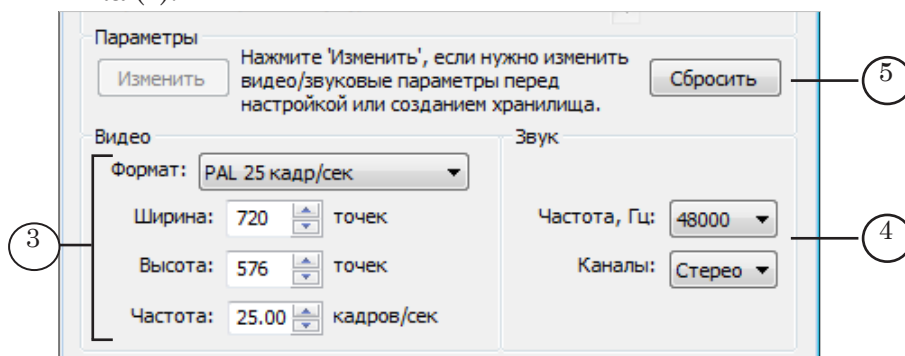 Параметры
Изменить
Нажмите 'Изменить', если нужно изменить
видео/звуковые параметры перед
настройкой или созданием хранилища.
Сбросить
5
Видео
Формат: PAL 25 кадр/сек
Ширина: 720 точек
Высота: 576 точек
Частота: 25.00 кадров/сек
3
Звук
Частота, Гц: 48000
Каналы: Стерео
4